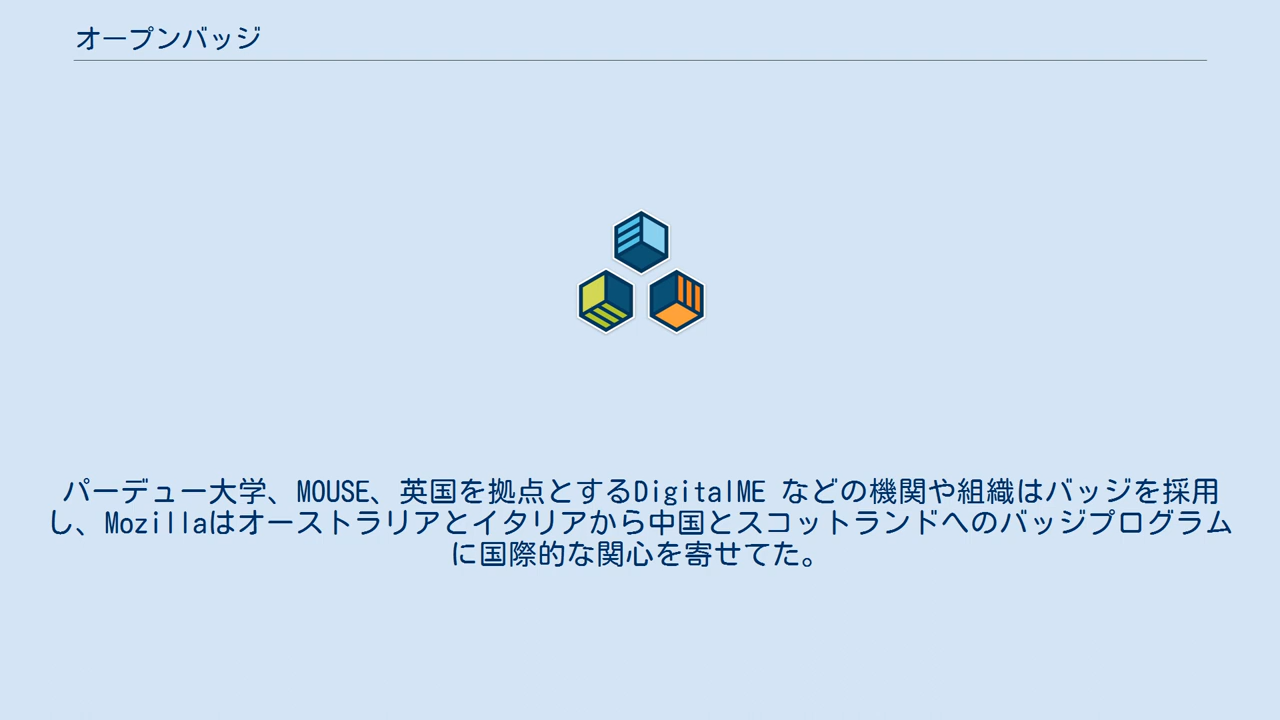 オープンバッジ
パーデュー大学、MOUSE、英国を拠点とするDigitalME などの機関や組織はバッジを採用
し、Mozillaはオーストラリアとイタリアから中国とスコットランドへのバッジプログラム
に国際的な関心を寄せてた。